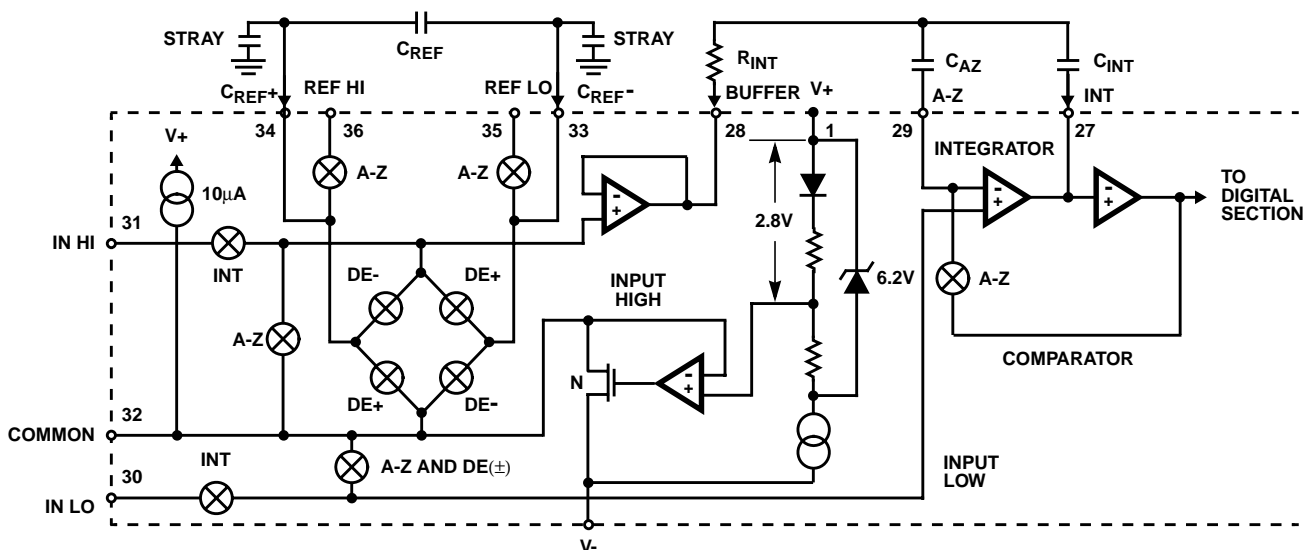 STRAY
CREF
STRAY
RINT
CAZ
CINT
CREF+
REF HI
REF LO
CREF-
BUFFER
V+
A-Z
INT
34
36
35
33
28
1
29
27
V+
10μA
A-Z
A-Z
-
+
2.8V
INTEGRATOR
-
+
-
TO
DIGITAL
SECTION
31
IN HI
INT
DE-
DE+
INPUT
HIGH
6.2V
A-Z
A-Z
COMPARATOR
N
-
+
DE+
DE-
32
COMMON
INT
A-Z AND DE(±)
INPUT
LOW
30
IN LO
V-